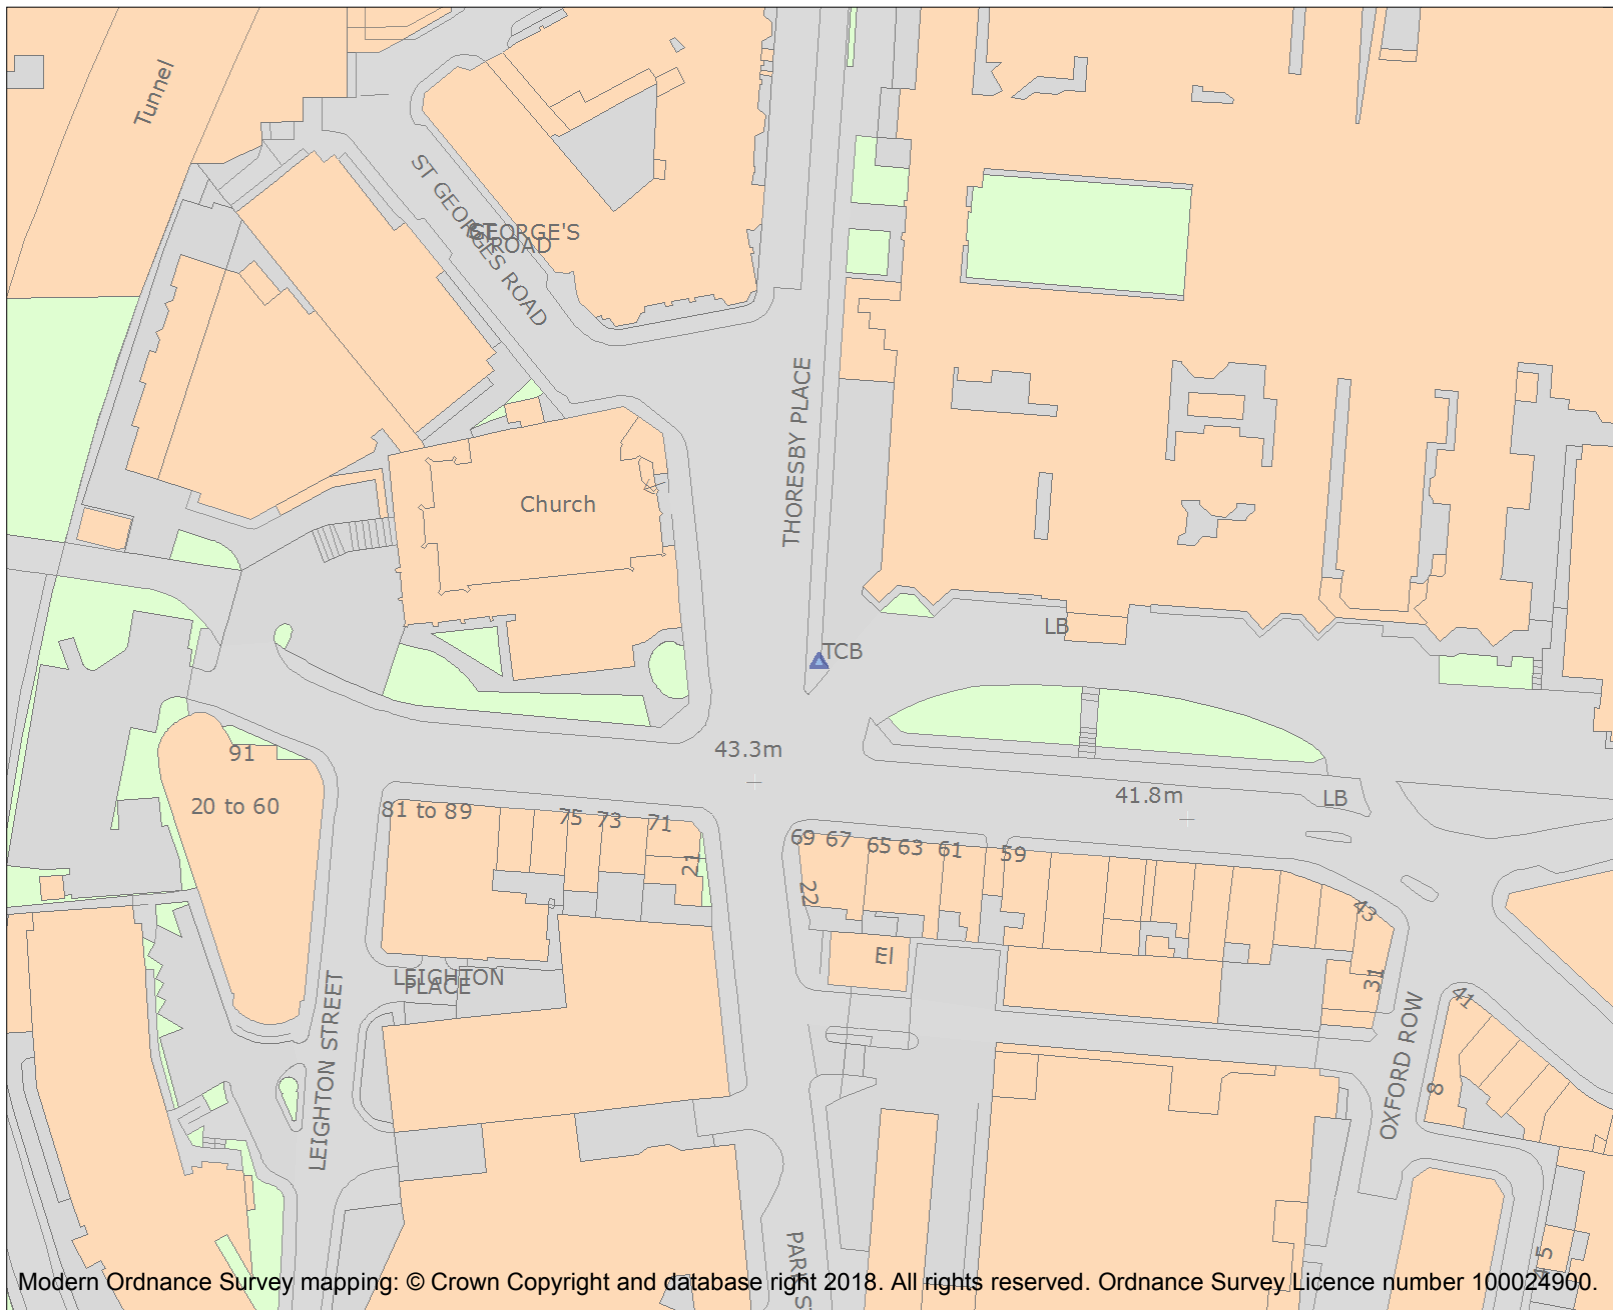 Tunnel
ST GEORGES ROAD
ST
GEORGE'S
ROAD
THORESBY PLACE
Church
LB
TCB
43.3m
91
41.8m
LB
20 to 60
81 to 89
75
73
71
69
67
65
63
61
59
21
22
43
El
LEIGHTON
PLACE
31
41
LEIGHTON STREET
OXFORD ROW
8
PARK S
45
Modern Ordnance Survey mapping: © Crown Copyright and database right 2018. All rights reserved. Ordnance Survey Licence number 100024900.